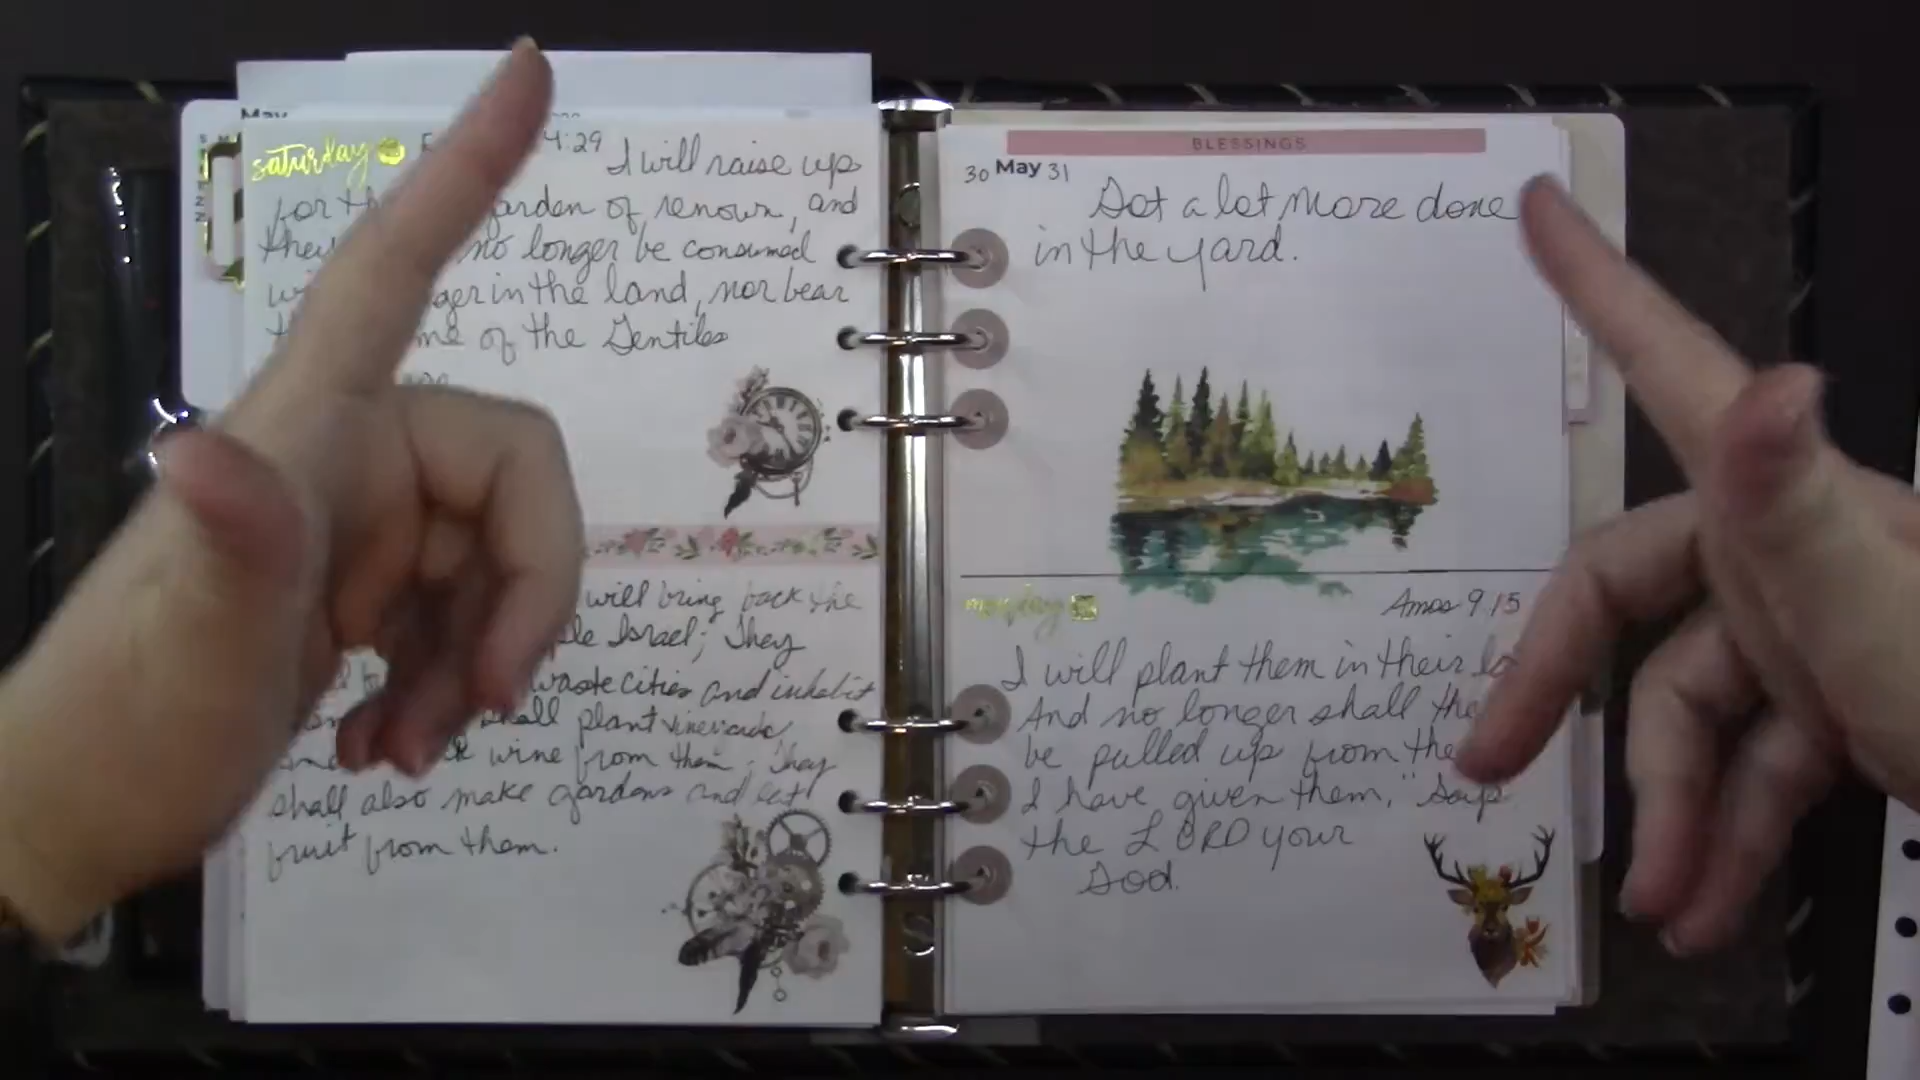 May
saturday
4:29
I will raise up
for garden of renown, and
they no longer be consumed
in the land, nor bear
of the Gentiles
will bring back the
Israel; They
waste cities and inhabit
shall plant vineyards
wine from them; They
shall also make gardens and eat
fruit from them.
BLESSINGS
30 May 31
Got a lot more done
in the yard.
monday
Amos 9:15
I will plant them in their
And no longer shall
be pulled up from
I have given them," Says
the LORD your
God.